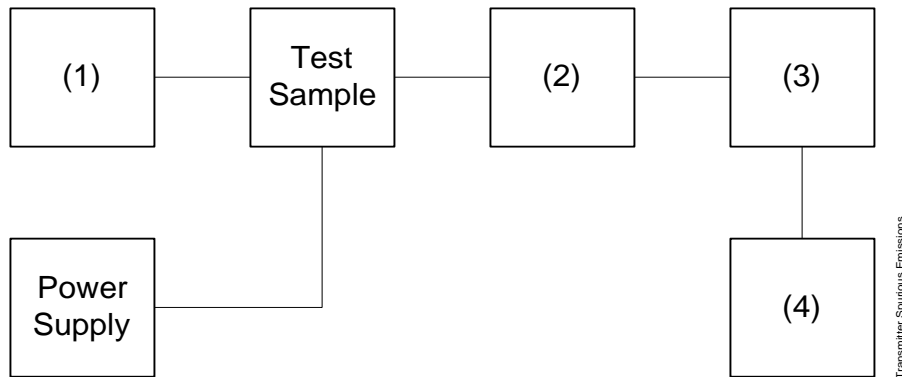 (1)
Test
Sample
(2)
(3)
Power
Supply
(4)
Transmitter Spurious Emissions